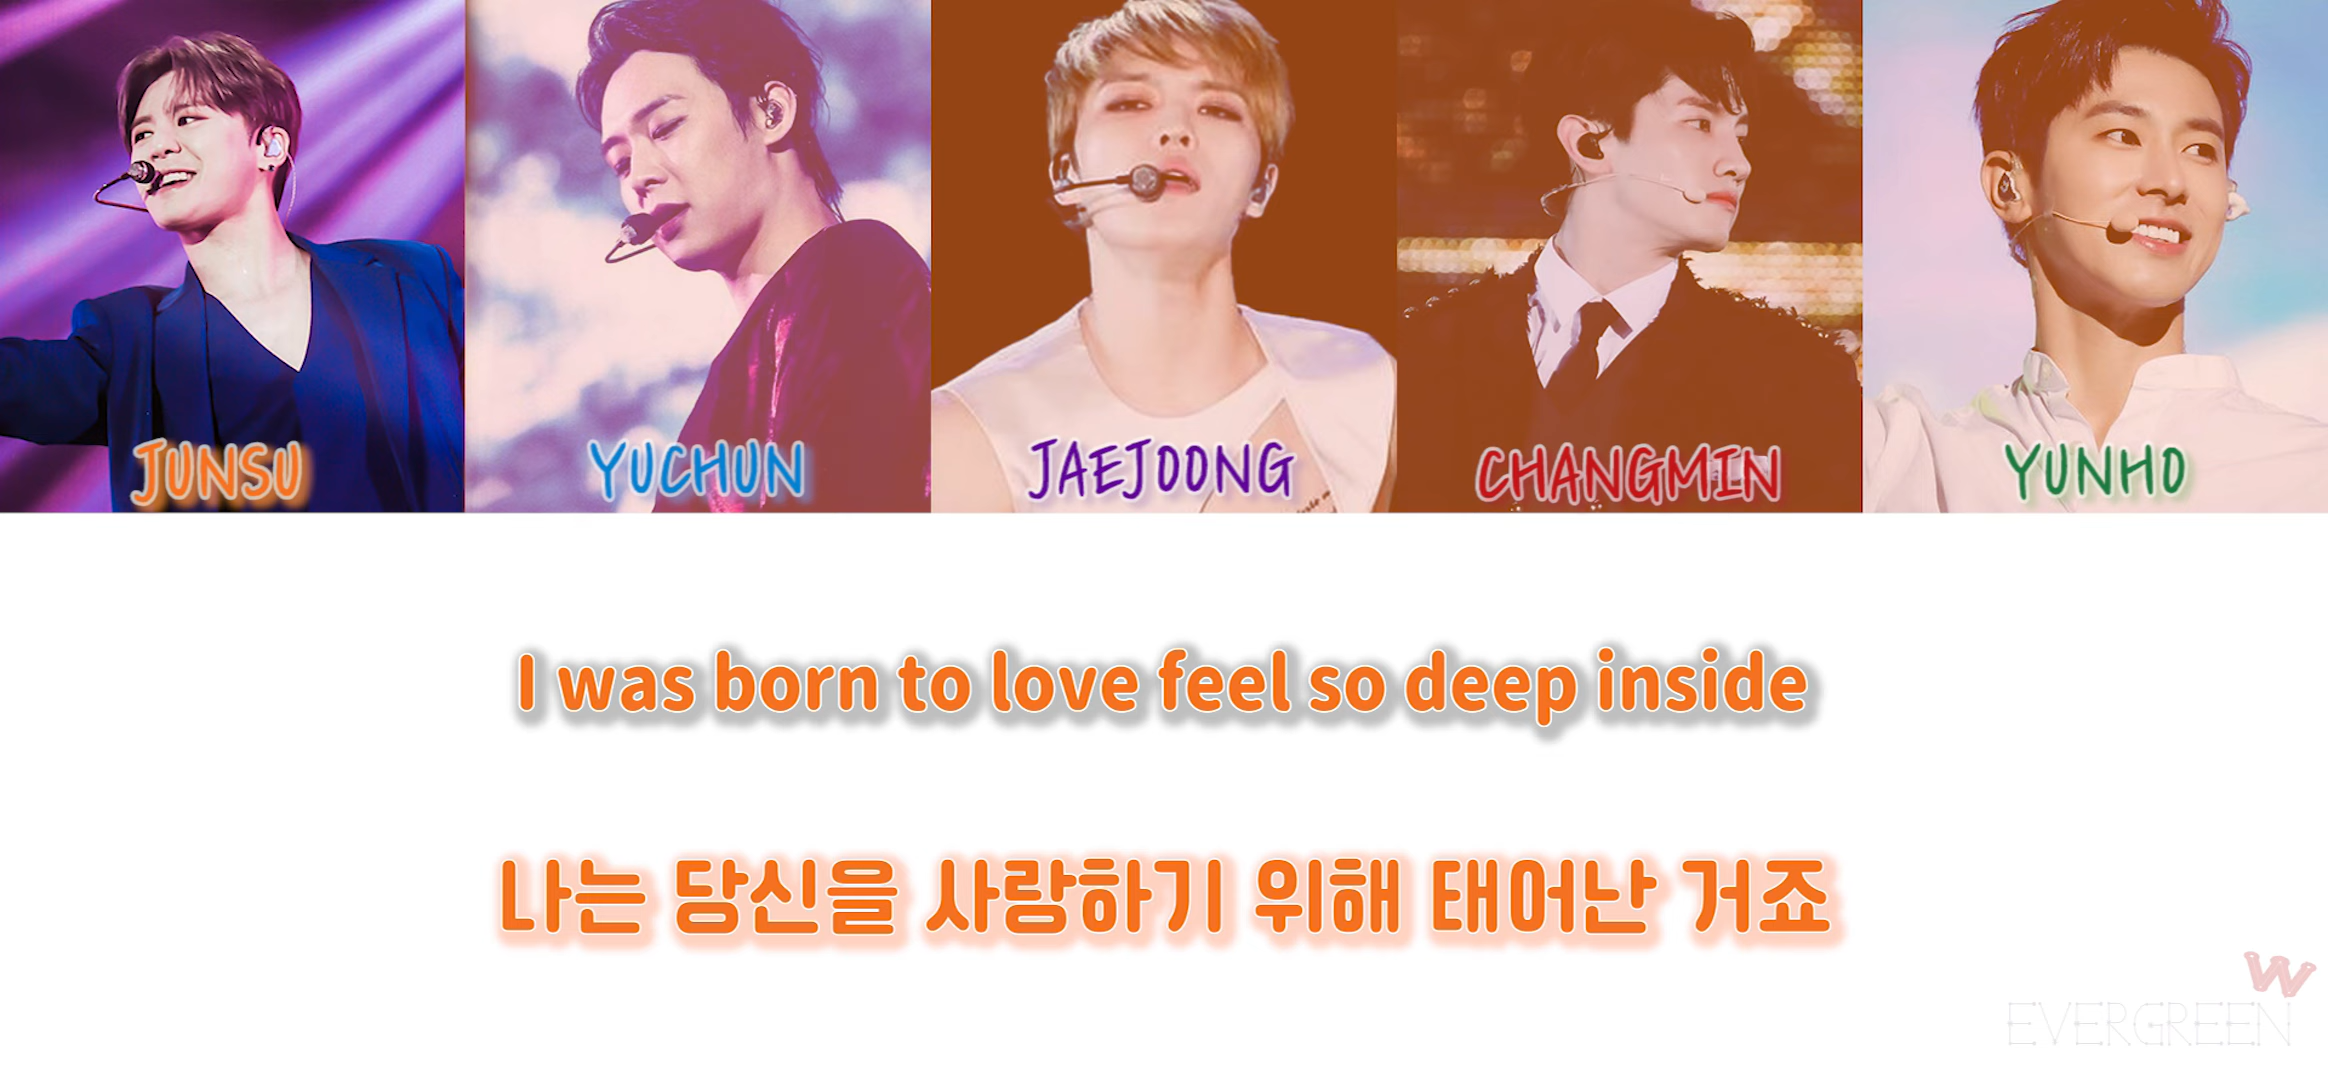 JUNSU
YUCHUN
JAEJOONG
CHANGMIN
YUNHO
I was born to love feel so deep inside
나는 당신을 사랑하기 위해 태어난 거죠
W
EVERGREEN